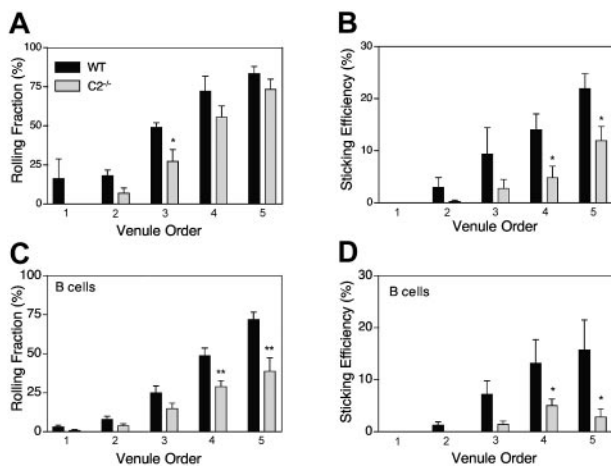 A
Rolling Fraction (%)
100
75
50
25
WT
C2-/-
*
1 2 3 4 5
Venule Order
B
Sticking Efficiency (%)
30
20
10
0
*
*
1 2 3 4 5
Venule Order
C
Rolling Fraction (%)
100
75
50
25
0
B cells
**
**
1 2 3 4 5
Venule Order
D
Sticking Efficiency (%)
30
20
10
0
B cells
*
*
1 2 3 4 5
Venule Order